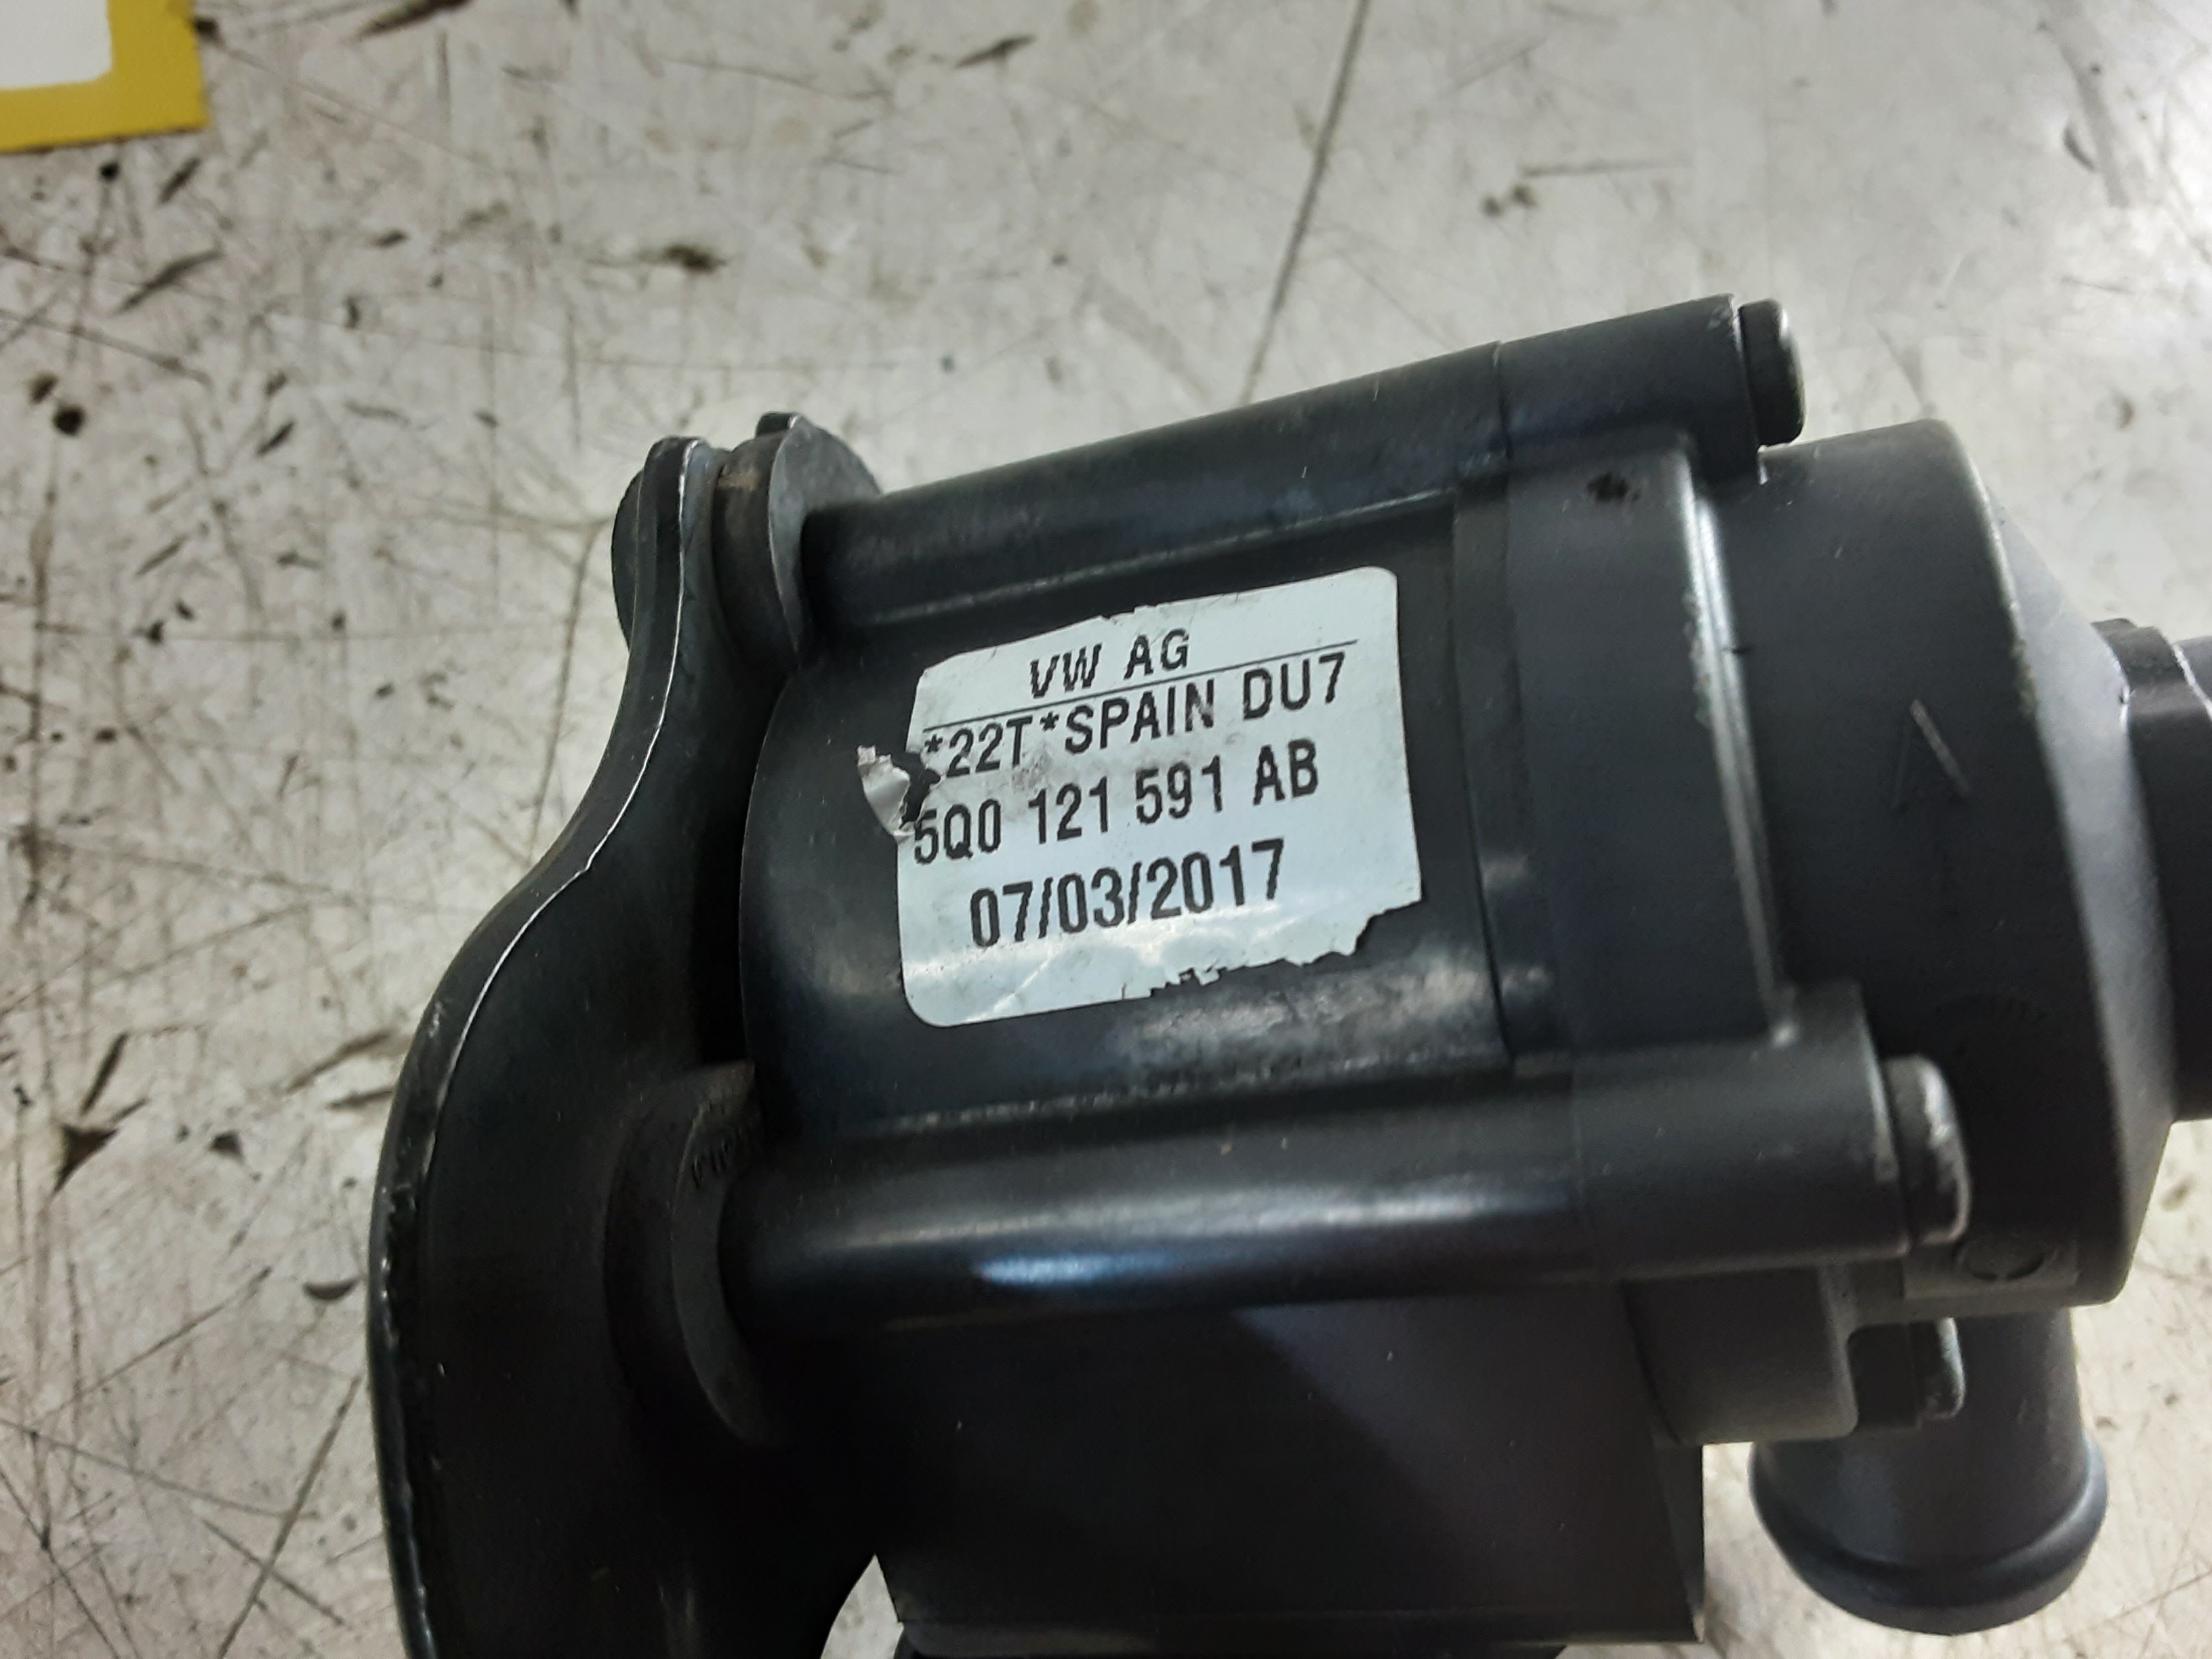 VW AG
*22T*SPAIN DU7
5Q0 121 591 AB
07/03/2017